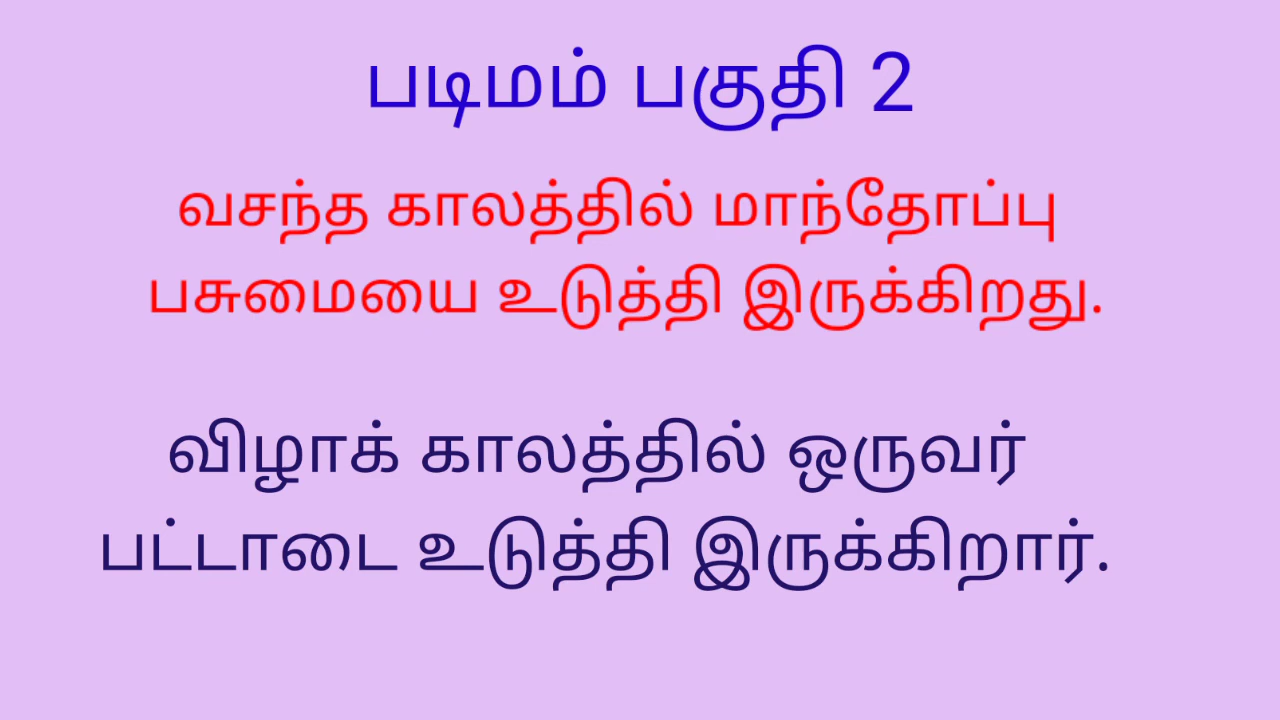 படிமம் பகுதி 2
வசந்த காலத்தில் மாந்தோப்பு
பசுமையை உடுத்தி இருக்கிறது.
விழாக் காலத்தில் ஒருவர்
பட்டாடை உடுத்தி இருக்கிறார்.